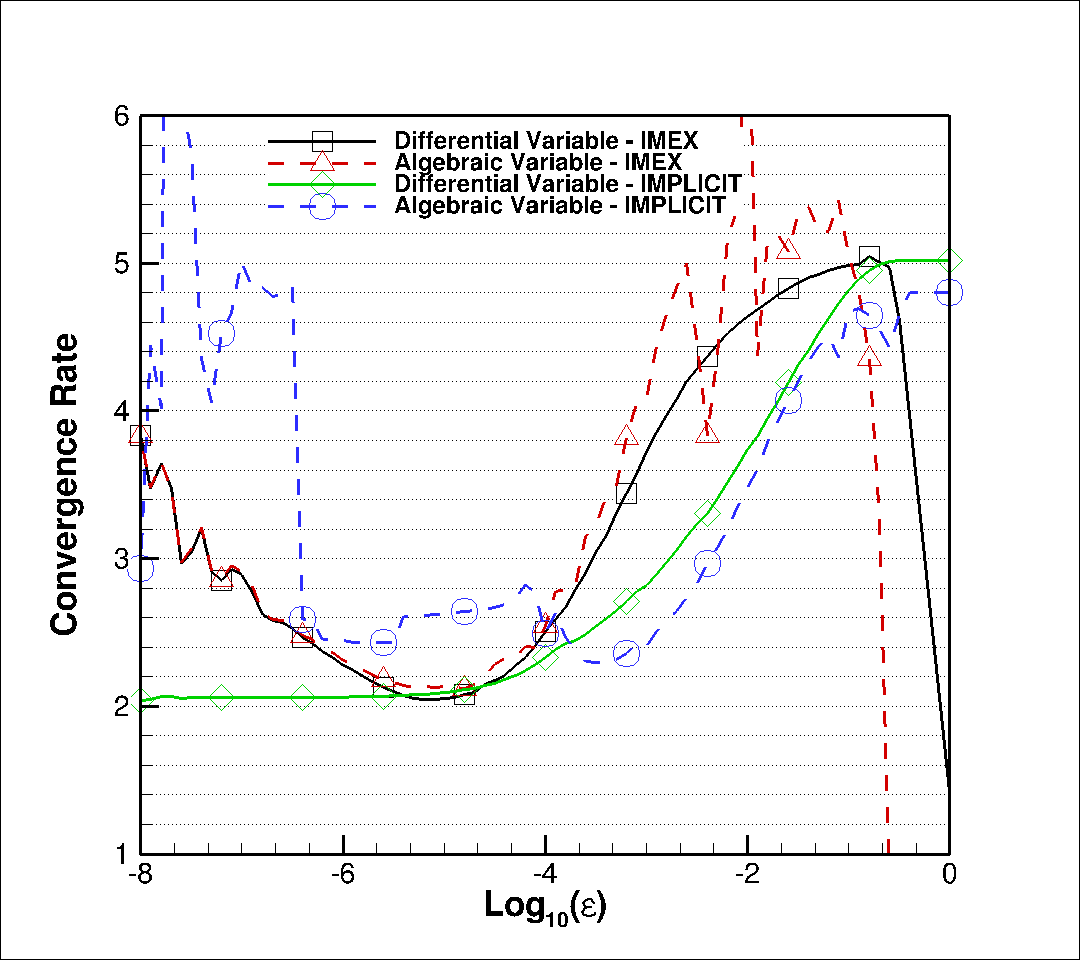 6
5
4
3
2
1
Convergence Rate
Differential Variable - IMEX
Algebraic Variable - IMEX
Differential Variable - IMPLICIT
Algebraic Variable - IMPLICIT
-8 -6 -4 -2 0
Log10(ε)